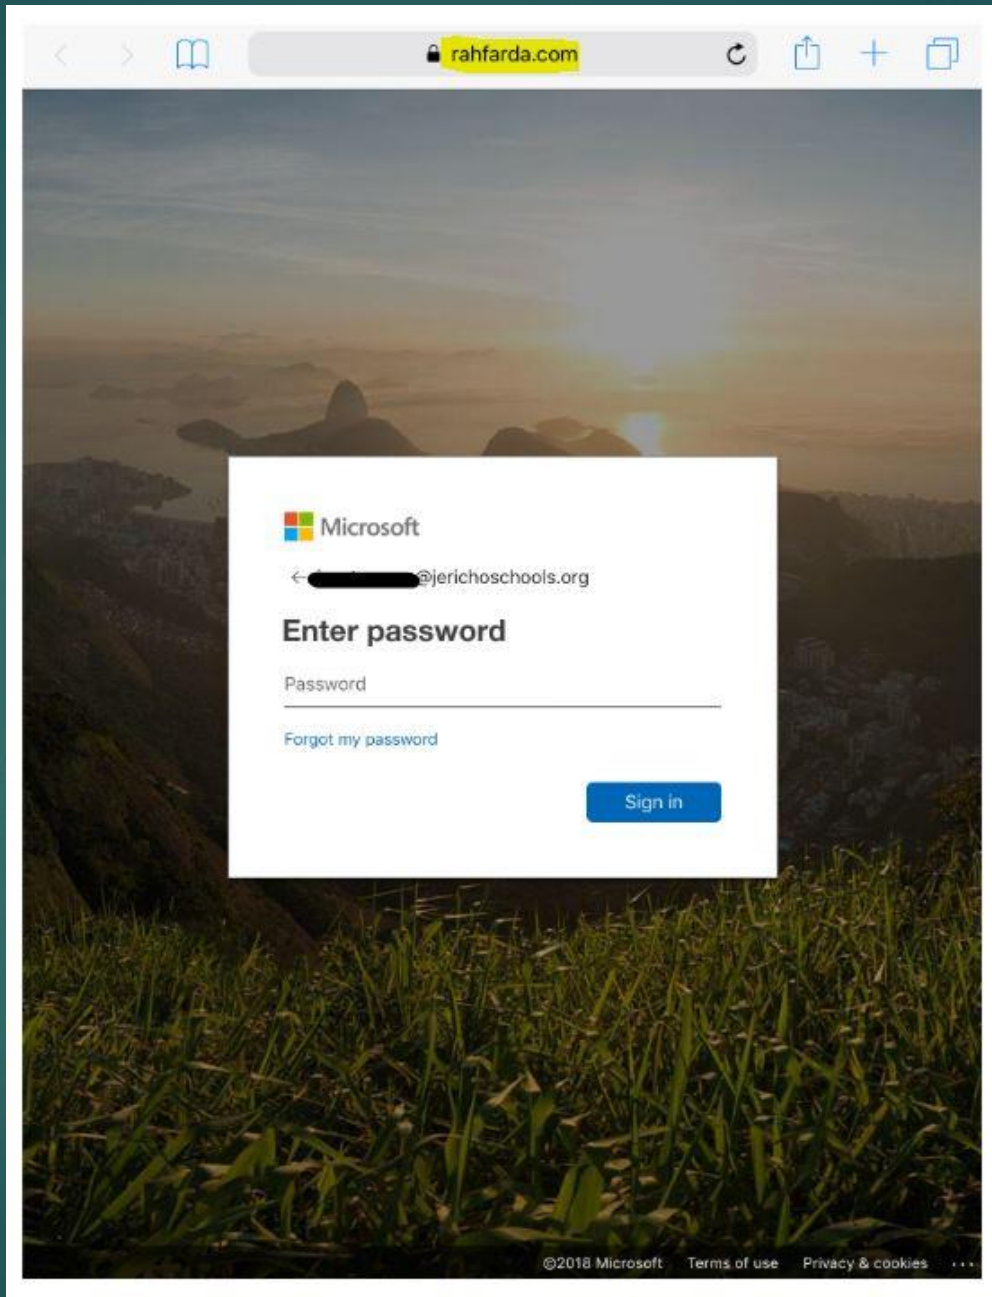 rahfarda.com
Microsoft
@jerichoschools.org
Enter password
Password
Forgot my password
Sign in
©2018 Microsoft Terms of use Privacy & cookies ...